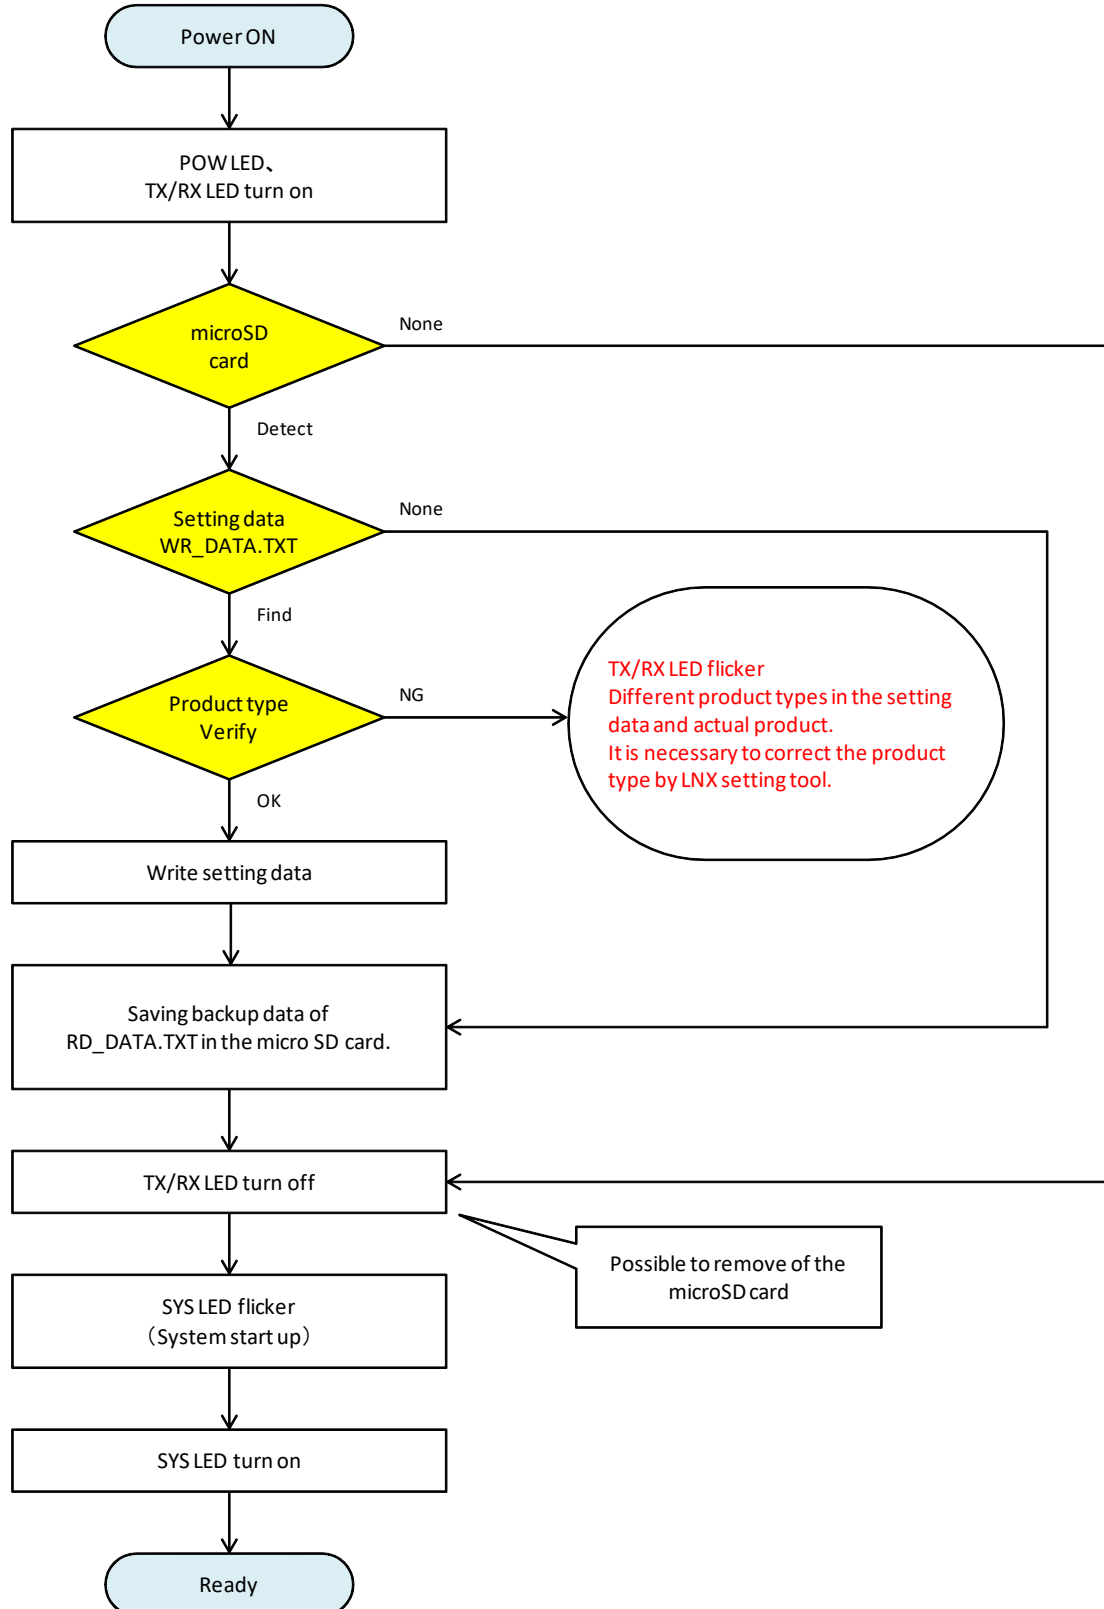 Power ON
POW LED、
TX/RX LED turn on
microSD
card
None
Detect
Setting data
WR_DATA.TXT
None
Find
Product type
Verify
NG
TX/RX LED flicker
Different product types in the setting
data and actual product.
It is necessary to correct the product
type by LNX setting tool.
OK
Write setting data
Saving backup data of
RD_DATA.TXT in the micro SD card.
TX/RX LED turn off
Possible to remove of the
microSD card
SYS LED flicker
（System start up）
SYS LED turn on
Ready